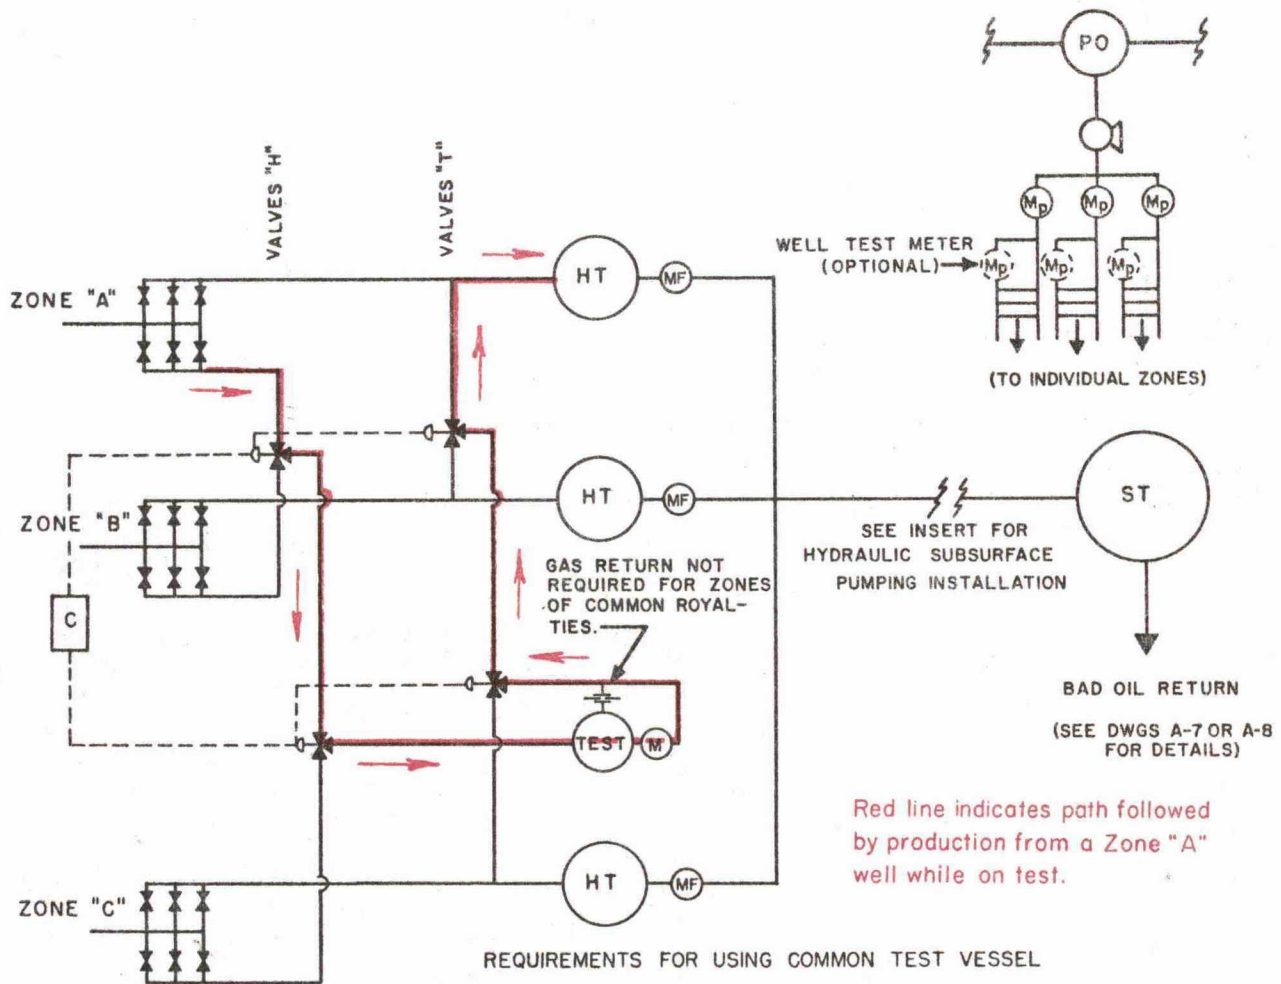 PO
Mp Mp Mp
WELL TEST METER
(OPTIONAL)
Mp Mp Mp
(TO INDIVIDUAL ZONES)
VALVES "H"
VALVES "T"
ZONE "A"
HT
MF
ZONE "B"
HT
MF
ST
SEE INSERT FOR
HYDRAULIC SUBSURFACE
PUMPING INSTALLATION
GAS RETURN NOT
REQUIRED FOR ZONES
OF COMMON ROYAL-
TIES.
C
TEST
M
BAD OIL RETURN
(SEE DWGS A-7 OR A-8
FOR DETAILS)
Red line indicates path followed
by production from a Zone "A"
well while on test.
ZONE "C"
HT
MF
REQUIREMENTS FOR USING COMMON TEST VESSEL